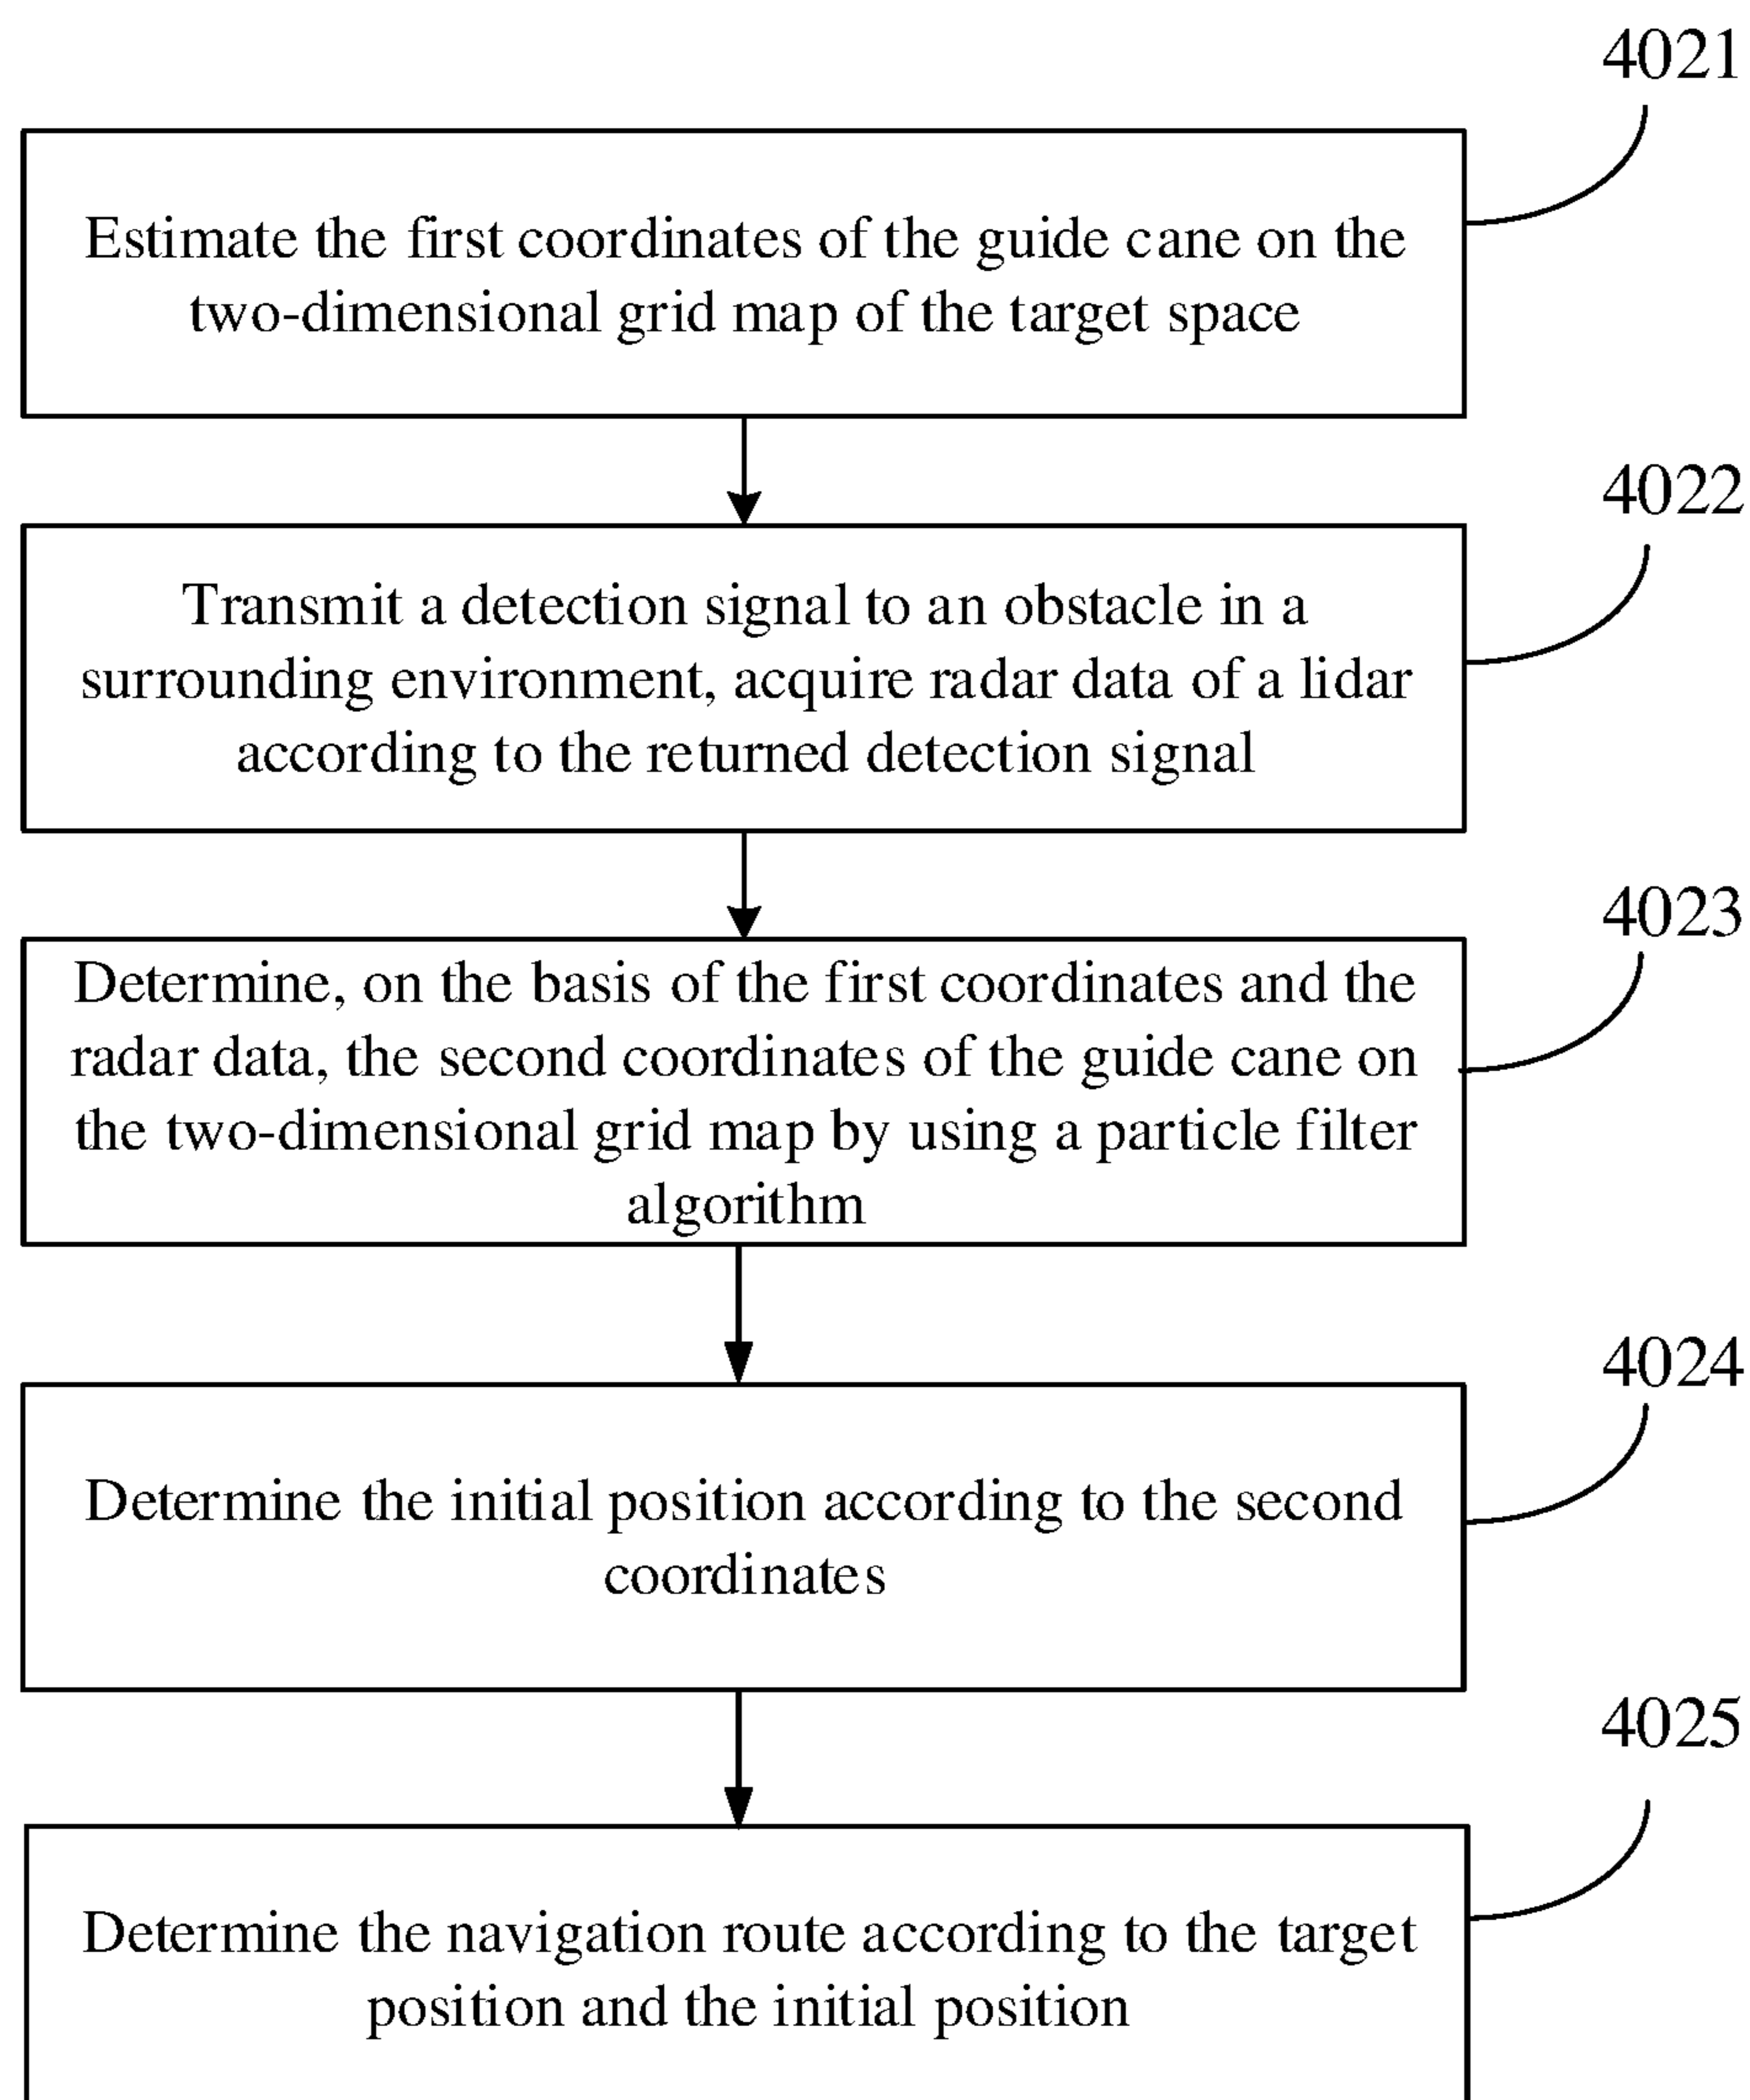 4021
Estimate the first coordinates of the guide cane on the
two-dimensional grid map of the target space
4022
Transmit a detection signal to an obstacle in a
surrounding environment, acquire radar data of a lidar
according to the returned detection signal
4023
Determine, on the basis of the first coordinates and the
radar data, the second coordinates of the guide cane on
the two-dimensional grid map by using a particle filter
algorithm
4024
Determine the initial position according to the second
coordinates
4025
Determine the navigation route according to the target
position and the initial position